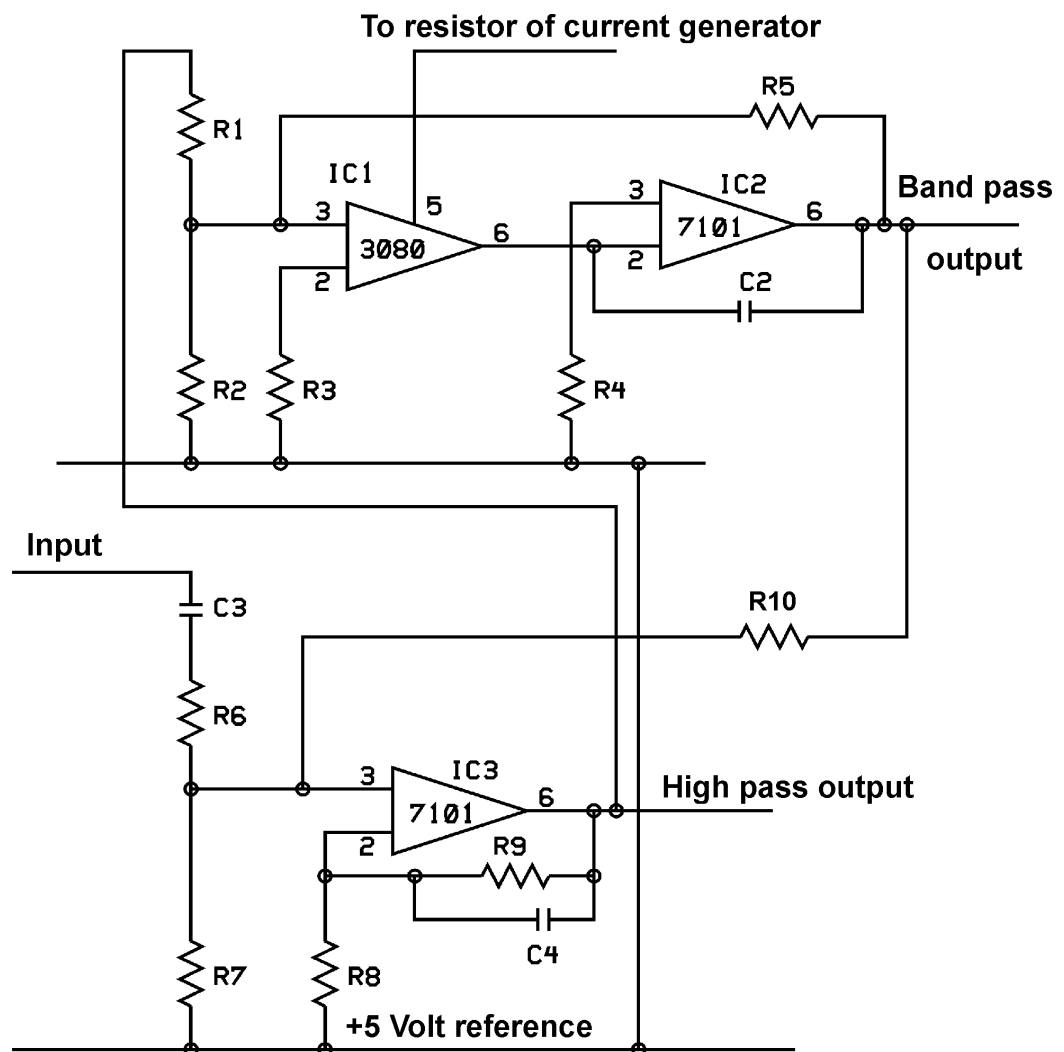 To resistor of current generator
R5
R1
IC1
5
3
IC2
Band pass
3
6
3080
6
7101
2
2
output
C2
R2
R3
R4
Input
C3
R10
R6
3
IC3
6
High pass output
7101
2
R9
C4
R7
R8
+5 Volt reference